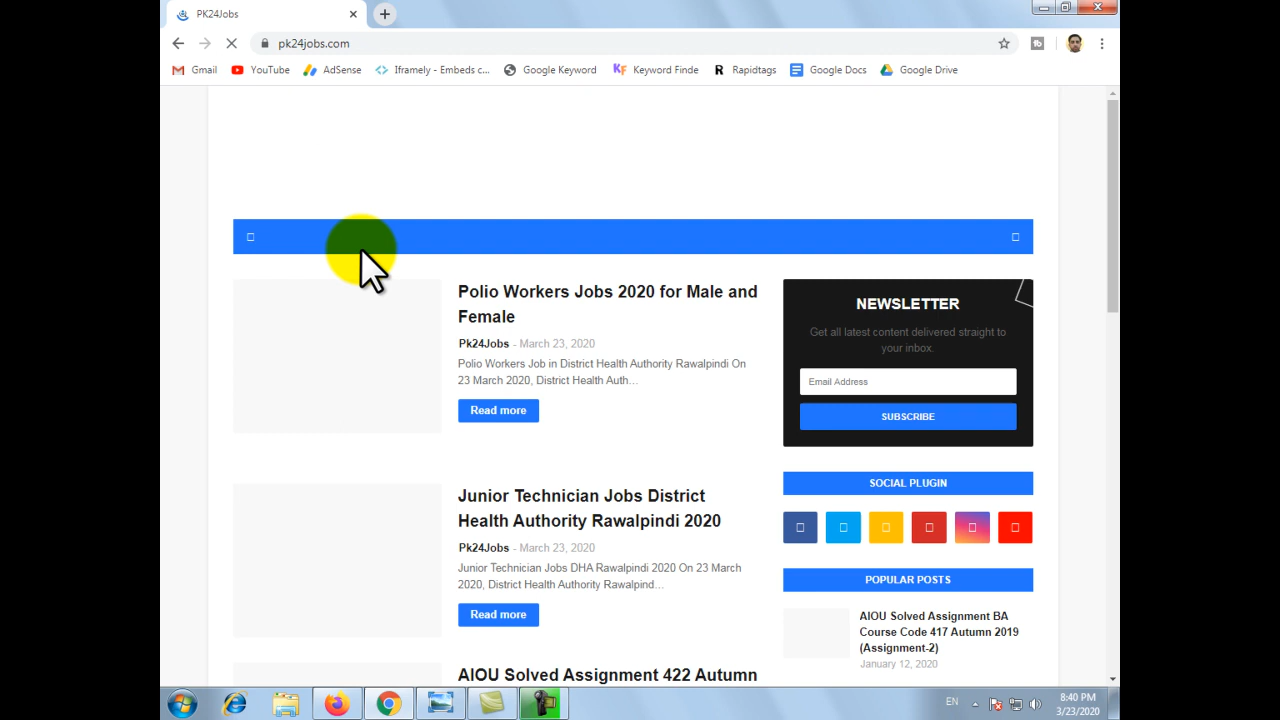 PK24Jobs
pk24jobs.com
Gmail
YouTube
AdSense
Iframely - Embeds c...
Google Keyword
Keyword Finde
Rapidtags
Google Docs
Google Drive
Polio Workers Jobs 2020 for Male and
Female
Pk24Jobs - March 23, 2020
Polio Workers Job in District Health Authority Rawalpindi On
23 March 2020, District Health Auth…
Read more
Junior Technician Jobs District
Health Authority Rawalpindi 2020
Pk24Jobs - March 23, 2020
Junior Technician Jobs DHA Rawalpindi 2020 On 23 March
2020, District Health Authority Rawalpind…
Read more
AIOU Solved Assignment 422 Autumn
NEWSLETTER
Get all latest content delivered straight to
your inbox.
Email Address
SUBSCRIBE
SOCIAL PLUGIN
POPULAR POSTS
AIOU Solved Assignment BA
Course Code 417 Autumn 2019
(Assignment-2)
January 12, 2020
EN
8:40 PM
3/23/2020